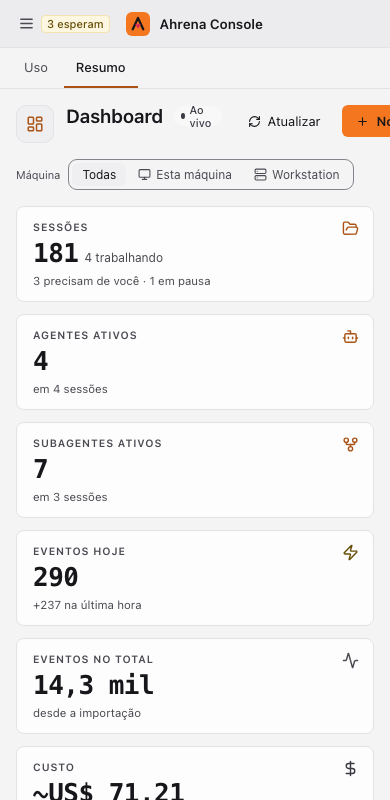 3 esperam
Ahrena Console
Uso
Resumo
Dashboard
Ao
vivo
Atualizar
Máquina
Todas
Esta máquina
Workstation
SESSÕES
181 4 trabalhando
3 precisam de você · 1 em pausa
AGENTES ATIVOS
4
em 4 sessões
SUBAGENTES ATIVOS
7
em 3 sessões
EVENTOS HOJE
290
+237 na última hora
EVENTOS NO TOTAL
14,3 mil
desde a importação
CUSTO
~US$ 71,21